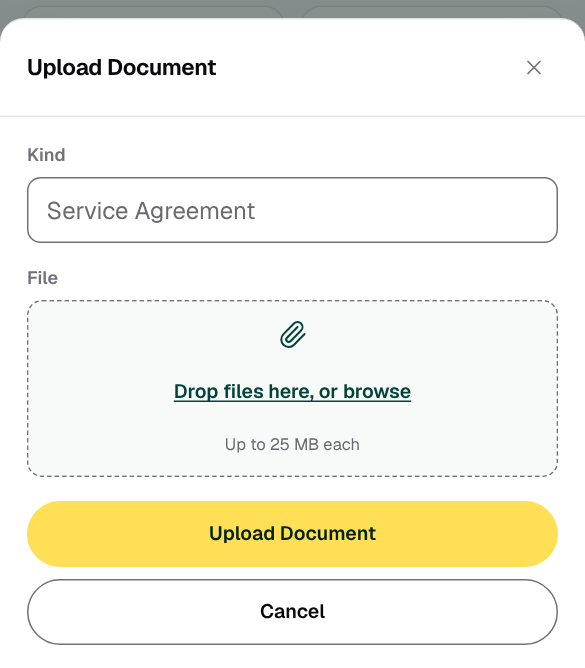 Upload Document
Kind
Service Agreement
File
Drop files here, or browse
Up to 25 MB each
Upload Document
Cancel